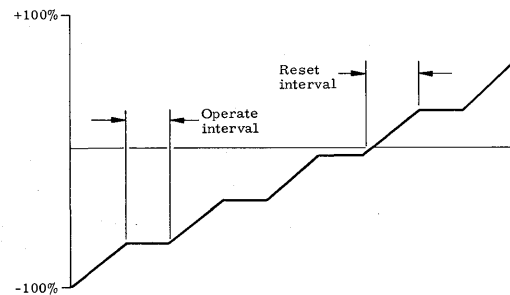 +100%
Reset
interval
Operate
interval
-100%